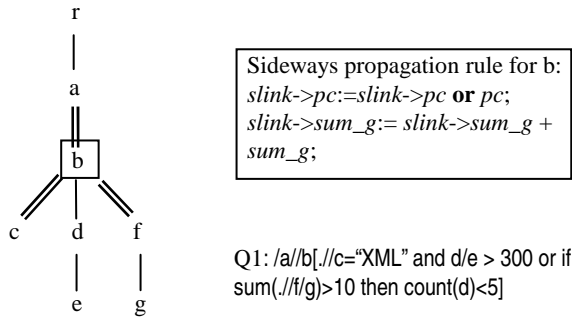 r
a
b
c d f
e g
Sideways propagation rule for b:
slink->pc:=slink->pc or pc;
slink->sum_g:= slink->sum_g +
sum_g;
Q1: /a//b[.//c="XML" and d/e > 300 or if
sum(.//f/g)>10 then count(d)<5]